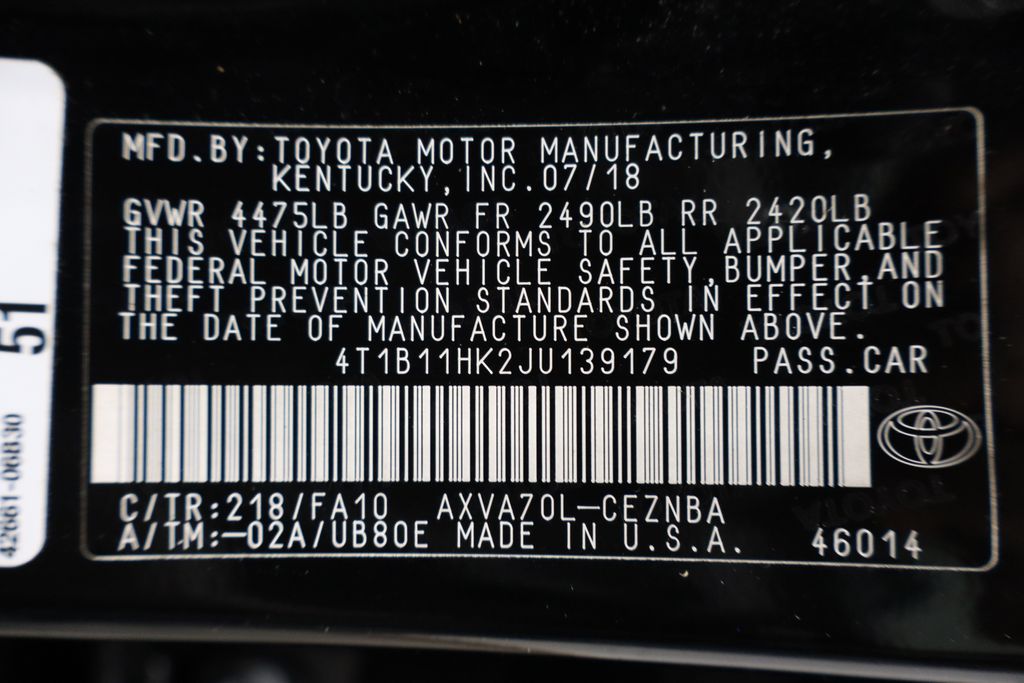 MFD.BY:TOYOTA MOTOR MANUFACTURING,
KENTUCKY,INC.07/18
GVWR 4475LB GAWR FR 2490LB RR 2420LB
THIS VEHICLE CONFORMS TO ALL APPLICABLE
FEDERAL MOTOR VEHICLE SAFETY,BUMPER,AND
THEFT PREVENTION STANDARDS IN EFFECT ON
THE DATE OF MANUFACTURE SHOWN ABOVE.
4T1B11HK2JU139179 PASS.CAR
C/TR:218/FA10 AXVA70L-CEZNBA
A/TM:-02A/UB80E MADE IN U.S.A. 46014
51
42661-06B30